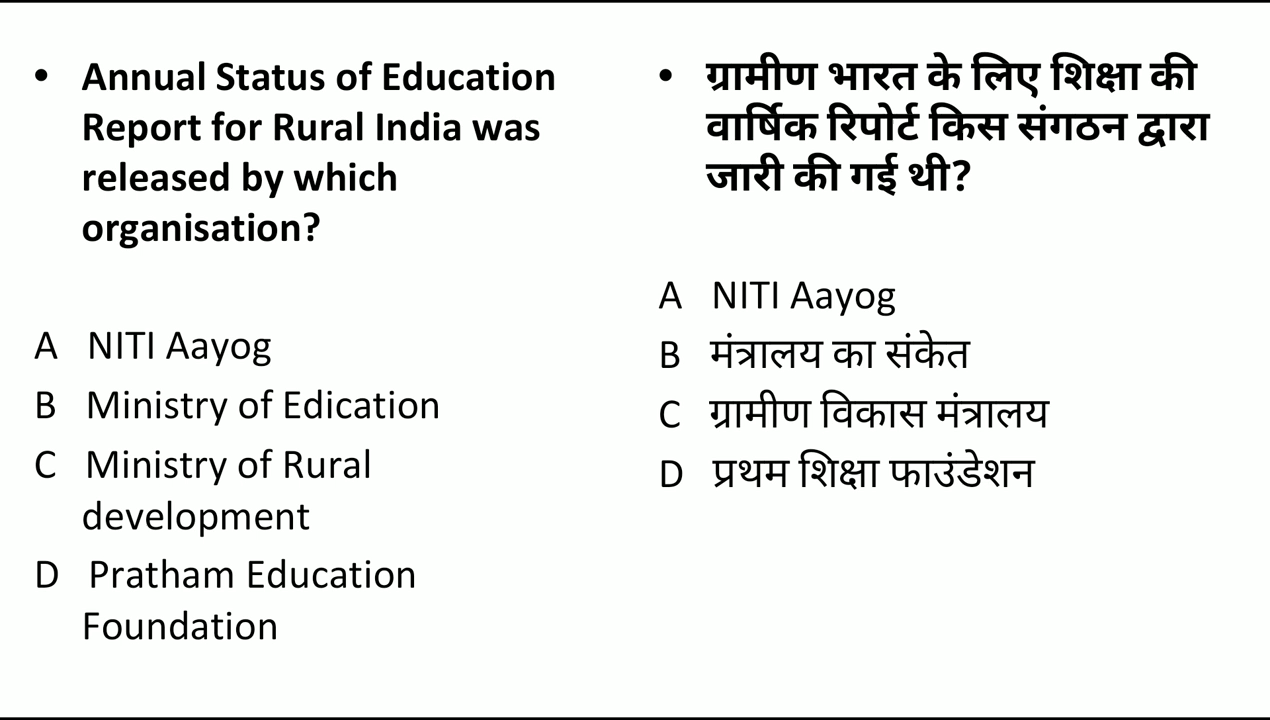 • Annual Status of Education
Report for Rural India was
released by which
organisation?
A NITI Aayog
B Ministry of Edication
C Ministry of Rural
development
D Pratham Education
Foundation
• ग्रामीण भारत के लिए शिक्षा की
वार्षिक रिपोर्ट किस संगठन द्वारा
जारी की गई थी?
A NITI Aayog
B मंत्रालय का संकेत
C ग्रामीण विकास मंत्रालय
D प्रथम शिक्षा फाउंडेशन